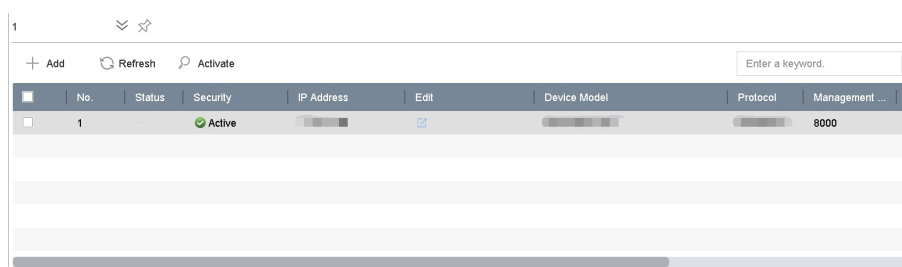 1
Add Refresh Activate Enter a keyword.
No. Status Security IP Address Edit Device Model Protocol Management ...
1 Active 8000